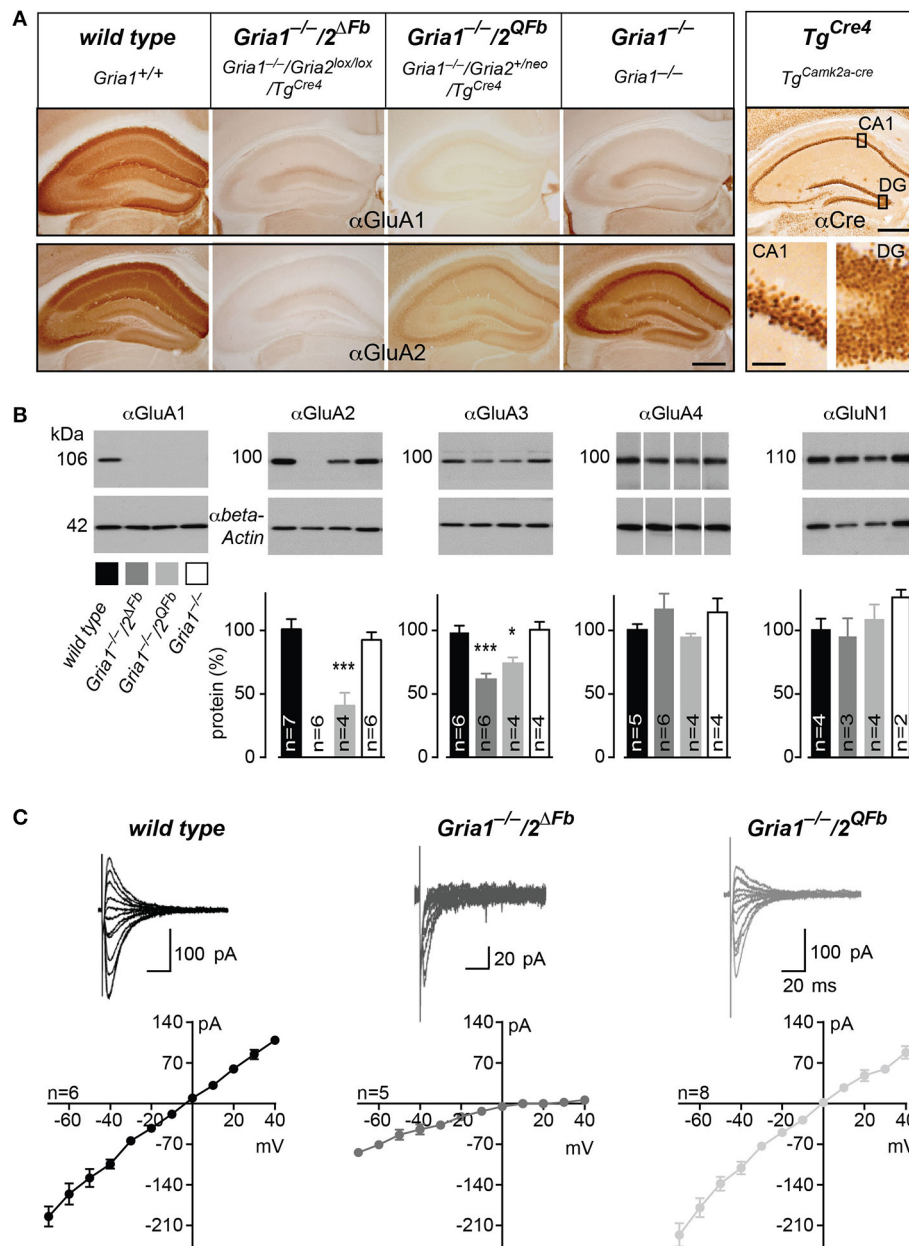 A
wild type
Gria1+/+
Gria1−/−/2ΔFb
Gria1−/−/Gria2lox/lox
/TgCre4
Gria1−/−/2QFb
Gria1−/−/Gria2+/neo
/TgCre4
Gria1−/−
Gria1−/−
TgCre4
TgCamk2a-cre
αGluA1
CA1
DG
αCre
αGluA2
CA1
DG
B
αGluA1
αGluA2
αGluA3
αGluA4
αGluN1
kDa
106
100
100
100
110
42
αbeta-
Actin
wild type
Gria1−/−/2ΔFb
Gria1−/−/2QFb
Gria1−/−
protein (%)
100
50
0
***
n=7
n=6
n=4
n=6
100
50
0
***
*
n=6
n=6
n=4
n=4
100
50
0
n=5
n=6
n=4
n=4
100
50
0
n=4
n=3
n=4
n=2
C
wild type
Gria1−/−/2ΔFb
Gria1−/−/2QFb
100 pA
20 pA
100 pA
20 ms
140
pA
70
n=6
-60
-40
-20
20
40
-70
mV
-140
-210
140
pA
70
n=5
-60
-40
-20
20
40
-70
mV
-140
-210
140
pA
70
n=8
-60
-40
-20
20
40
-70
mV
-140
-210